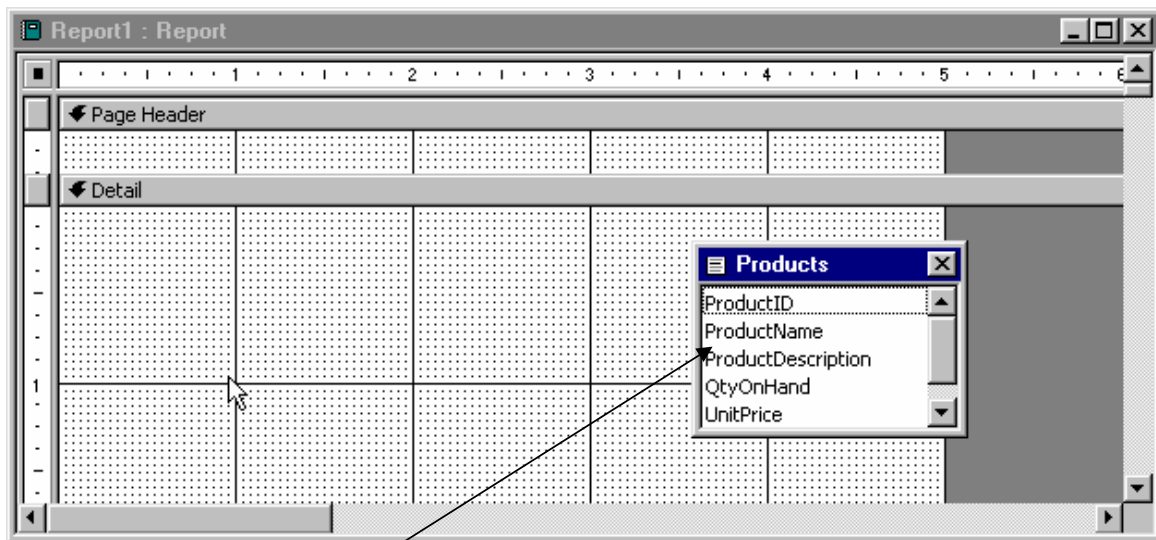 Report1 : Report
1 2 3 4 5
Page Header
Detail
Products
ProductID
ProductName
ProductDescription
QtyOnHand
UnitPrice
1